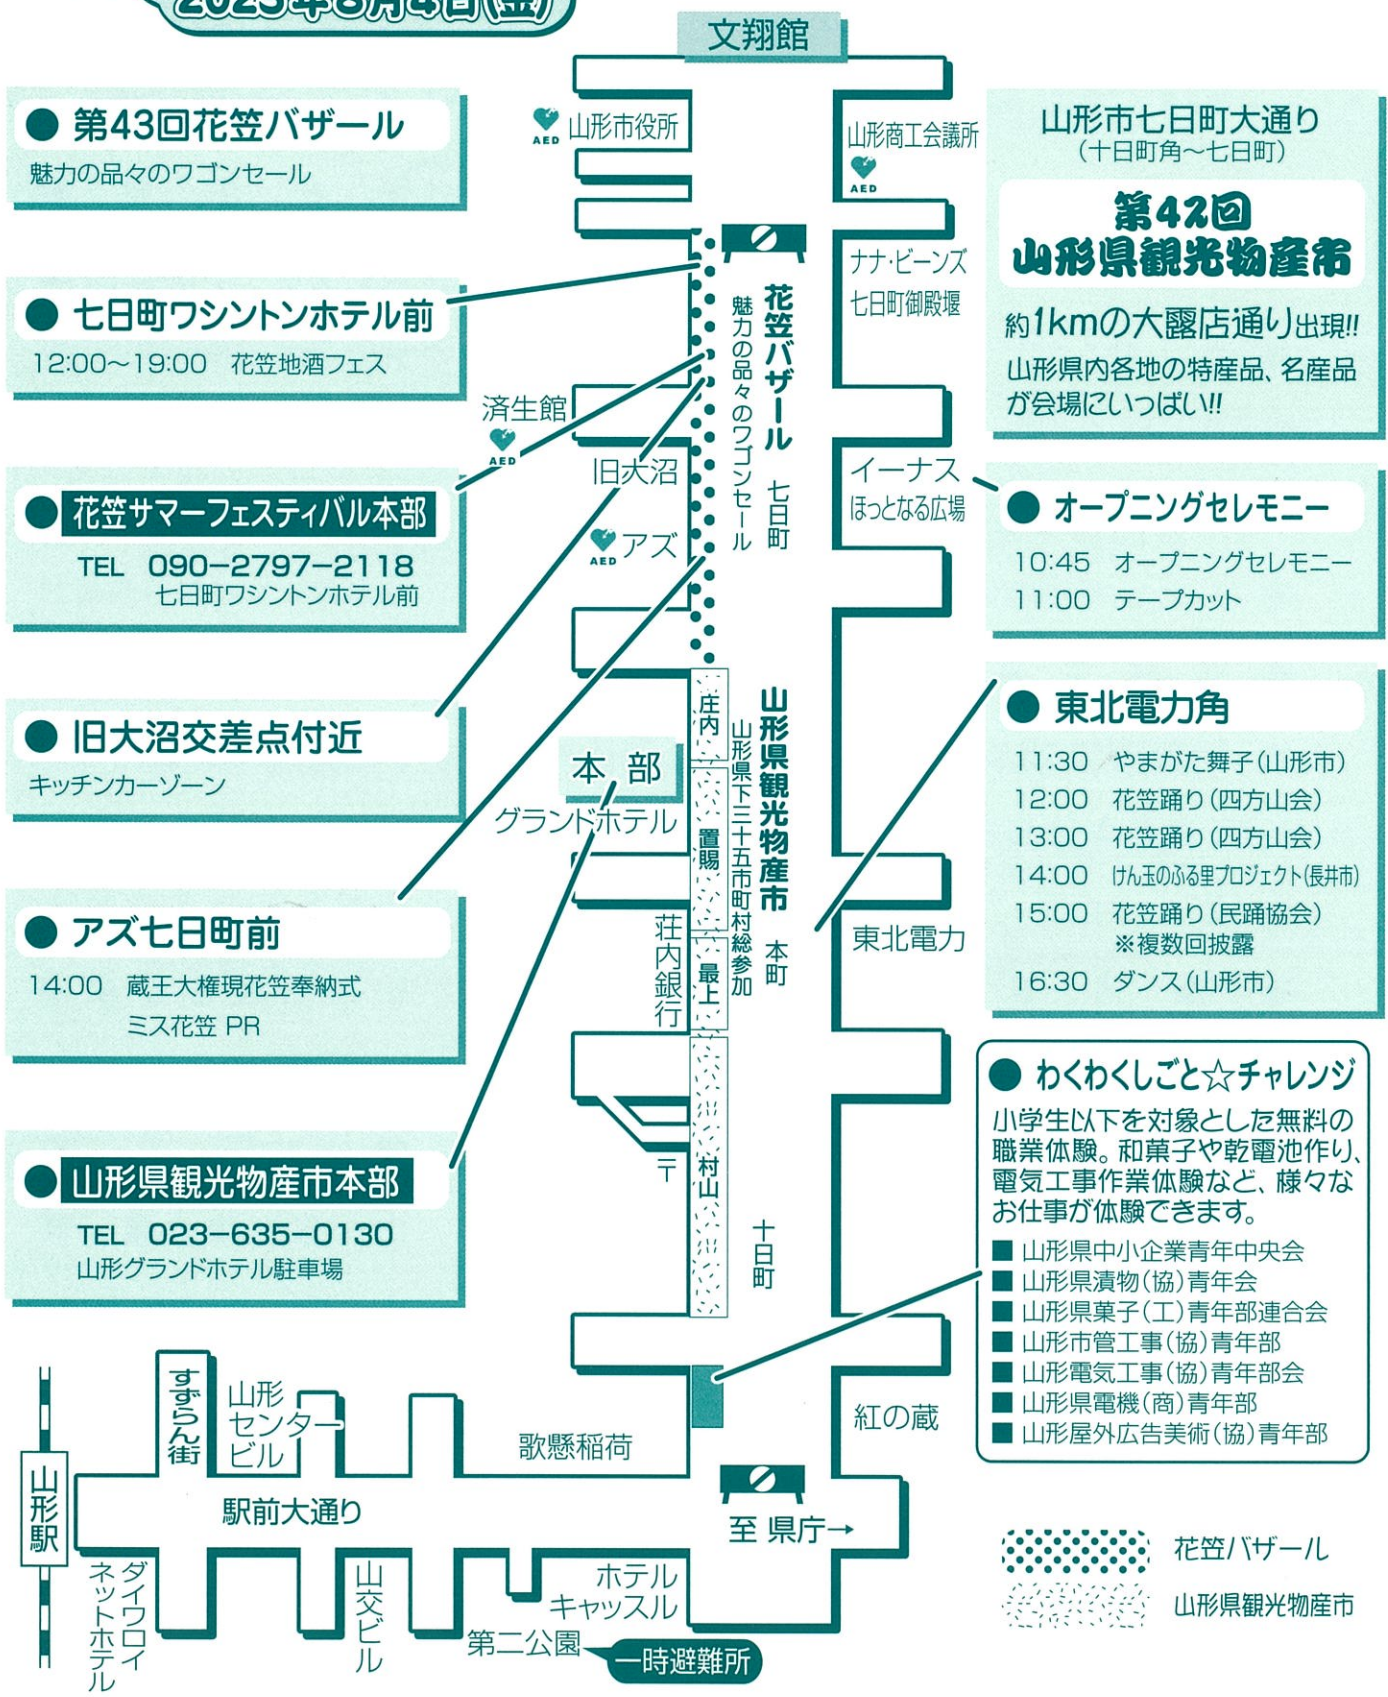 2023年8月4日(金)
文翔館
● 第43回花笠バザール
魅力の品々のワゴンセール
● 七日町ワシントンホテル前
12:00〜19:00 花笠地酒フェス
● 花笠サマーフェスティバル本部
TEL 090−2797−2118
七日町ワシントンホテル前
● 旧大沼交差点付近
キッチンカーゾーン
● アズ七日町前
14:00 蔵王大権現花笠奉納式
ミス花笠 PR
● 山形県観光物産市本部
TEL 023−635−0130
山形グランドホテル駐車場
AED
山形市役所
山形商工会議所
AED
ナナ・ビーンズ
七日町御殿堰
花笠バザール
魅力の品々のワゴンセール
七日町
済生館
AED
旧大沼
AED
アズ
イーナス
ほっとなる広場
本 部
グランドホテル
庄内
置賜
最上
村山
山形県観光物産市
山形県下三十五市町村総参加
本町
荘内銀行
東北電力
〒
十日町
紅の蔵
歌懸稲荷
すずらん街
山形
センター
ビル
山形駅
駅前大通り
至 県庁→
ダイワロイ
ネットホテル
山交ビル
第二公園
一時避難所
ホテル
キャッスル
山形市七日町大通り
(十日町角〜七日町)
第42回
山形県観光物産市
約1kmの大露店通り出現!!
山形県内各地の特産品、名産品
が会場にいっぱい!!
● オープニングセレモニー
10:45 オープニングセレモニー
11:00 テープカット
● 東北電力角
11:30 やまがた舞子(山形市)
12:00 花笠踊り(四方山会)
13:00 花笠踊り(四方山会)
14:00 けん玉のふる里プロジェクト(長井市)
15:00 花笠踊り(民踊協会)
※複数回披露
16:30 ダンス(山形市)
● わくわくしごと☆チャレンジ
小学生以下を対象とした無料の
職業体験。和菓子や乾電池作り、
電気工事作業体験など、様々な
お仕事が体験できます。
■ 山形県中小企業青年中央会
■ 山形県漬物(協)青年会
■ 山形県菓子(工)青年部連合会
■ 山形市管工事(協)青年部
■ 山形電気工事(協)青年部会
■ 山形県電機(商)青年部
■ 山形屋外広告美術(協)青年部
花笠バザール
山形県観光物産市